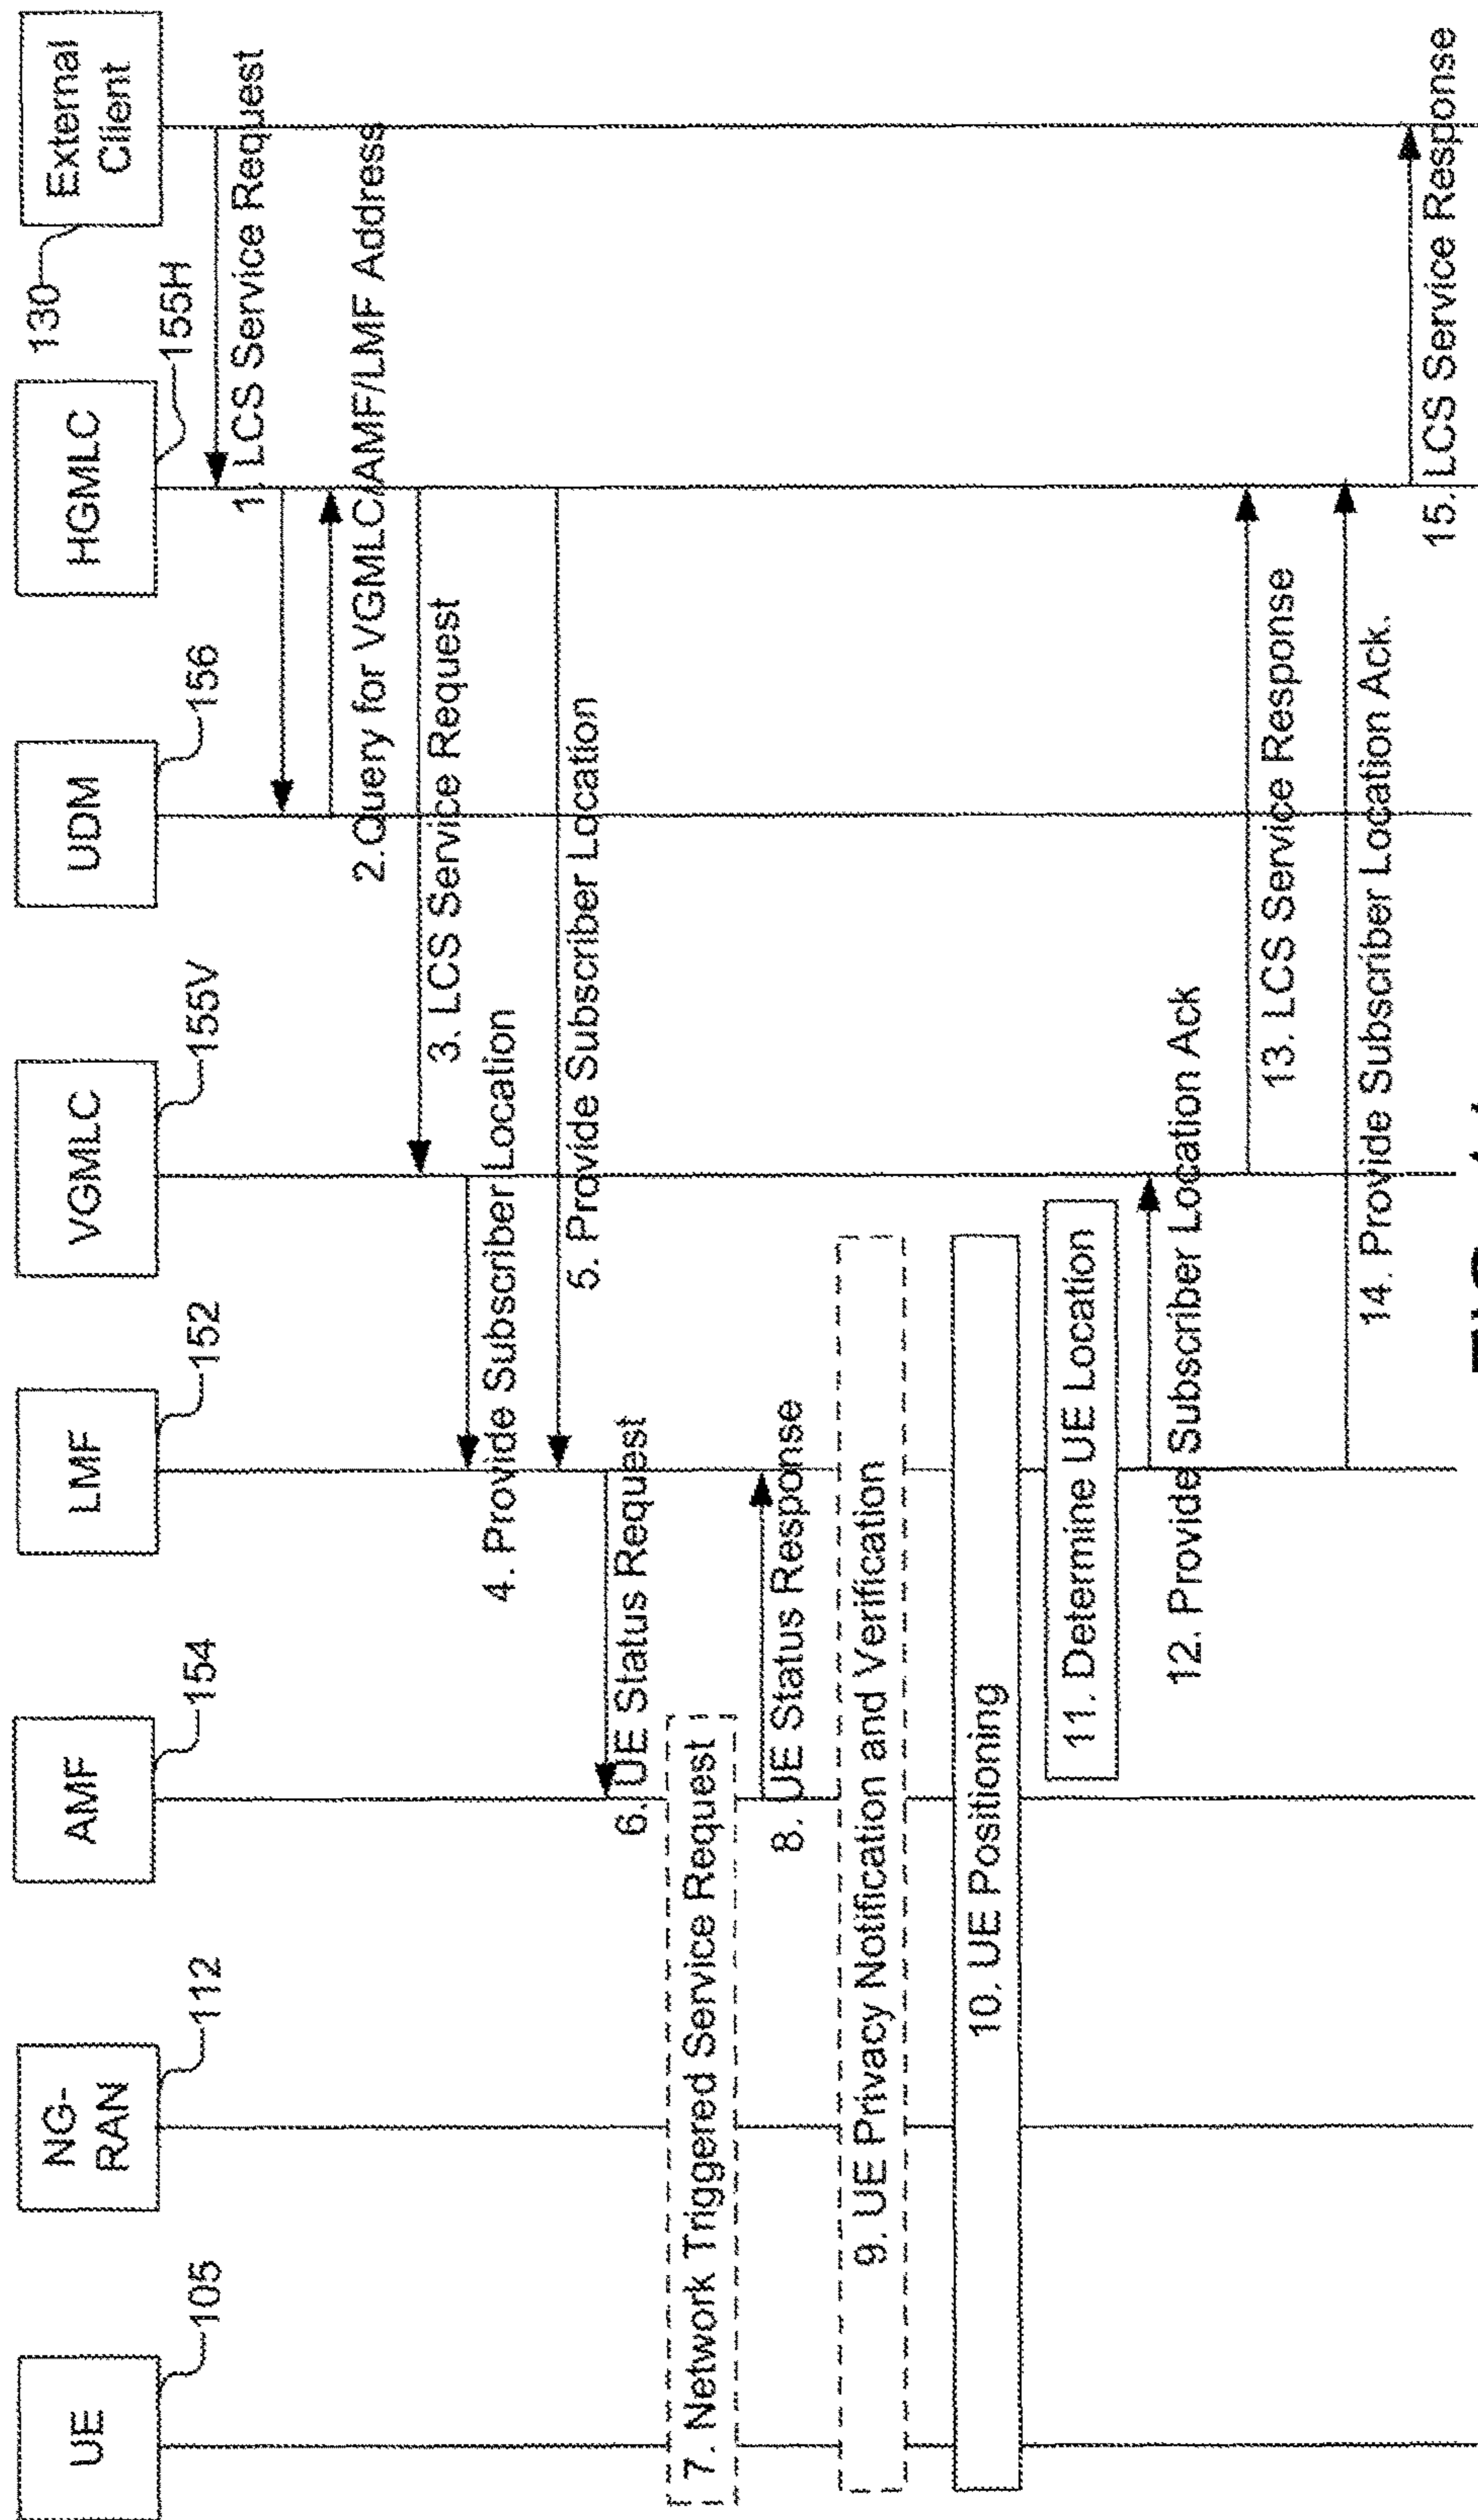 UE
105
NG-
RAN
112
AMF
154
LMF
152
VGMLC
155V
UDM
156
HGMLC
155H
External
Client
130
1. LCS Service Request
2.Query for VGMLC/AMF/LMF Address
3. LCS Service Request
4. Provide Subscriber Location
5. Provide Subscriber Location
6. UE Status Request
7. Network Triggered Service Request
8. UE Status Response
9. UE Privacy Notification and Verification
10. UE Positioning
11. Determine UE Location
12. Provide Subscriber Location Ack
13. LCS Service Response
14. Provide Subscriber Location Ack.
15. LCS Service Response